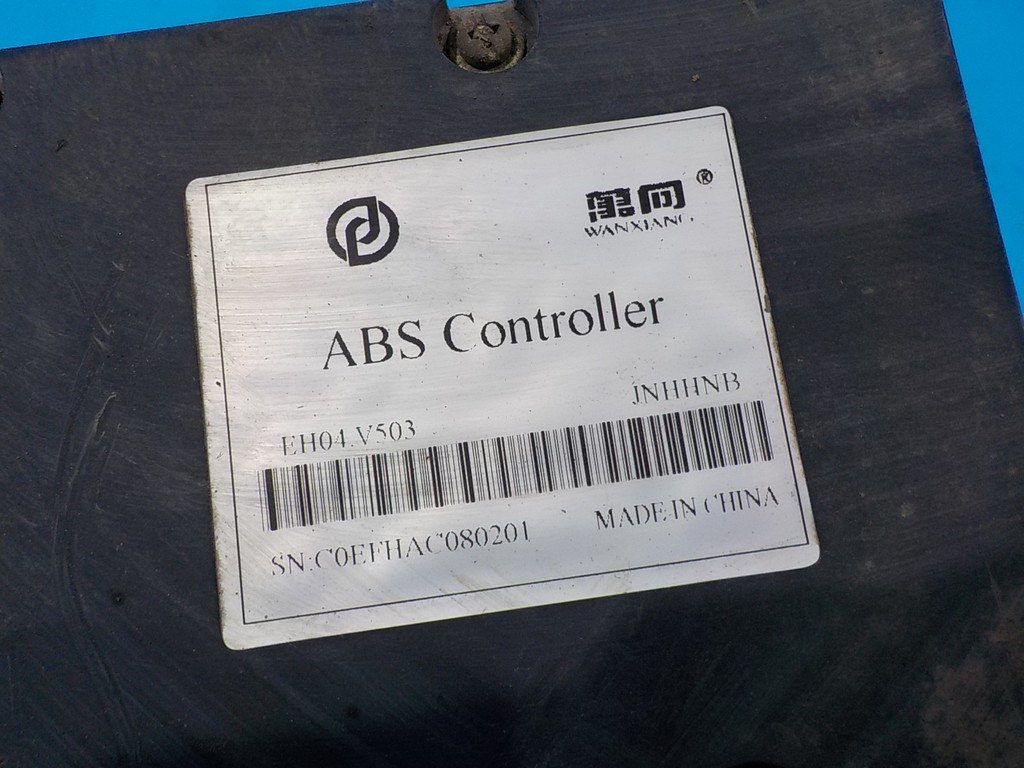 萬向 ®
WANXIANG
ABS Controller
EH04.V503
JNHHNB
SN:C0EFHAC080201
MADE IN CHINA